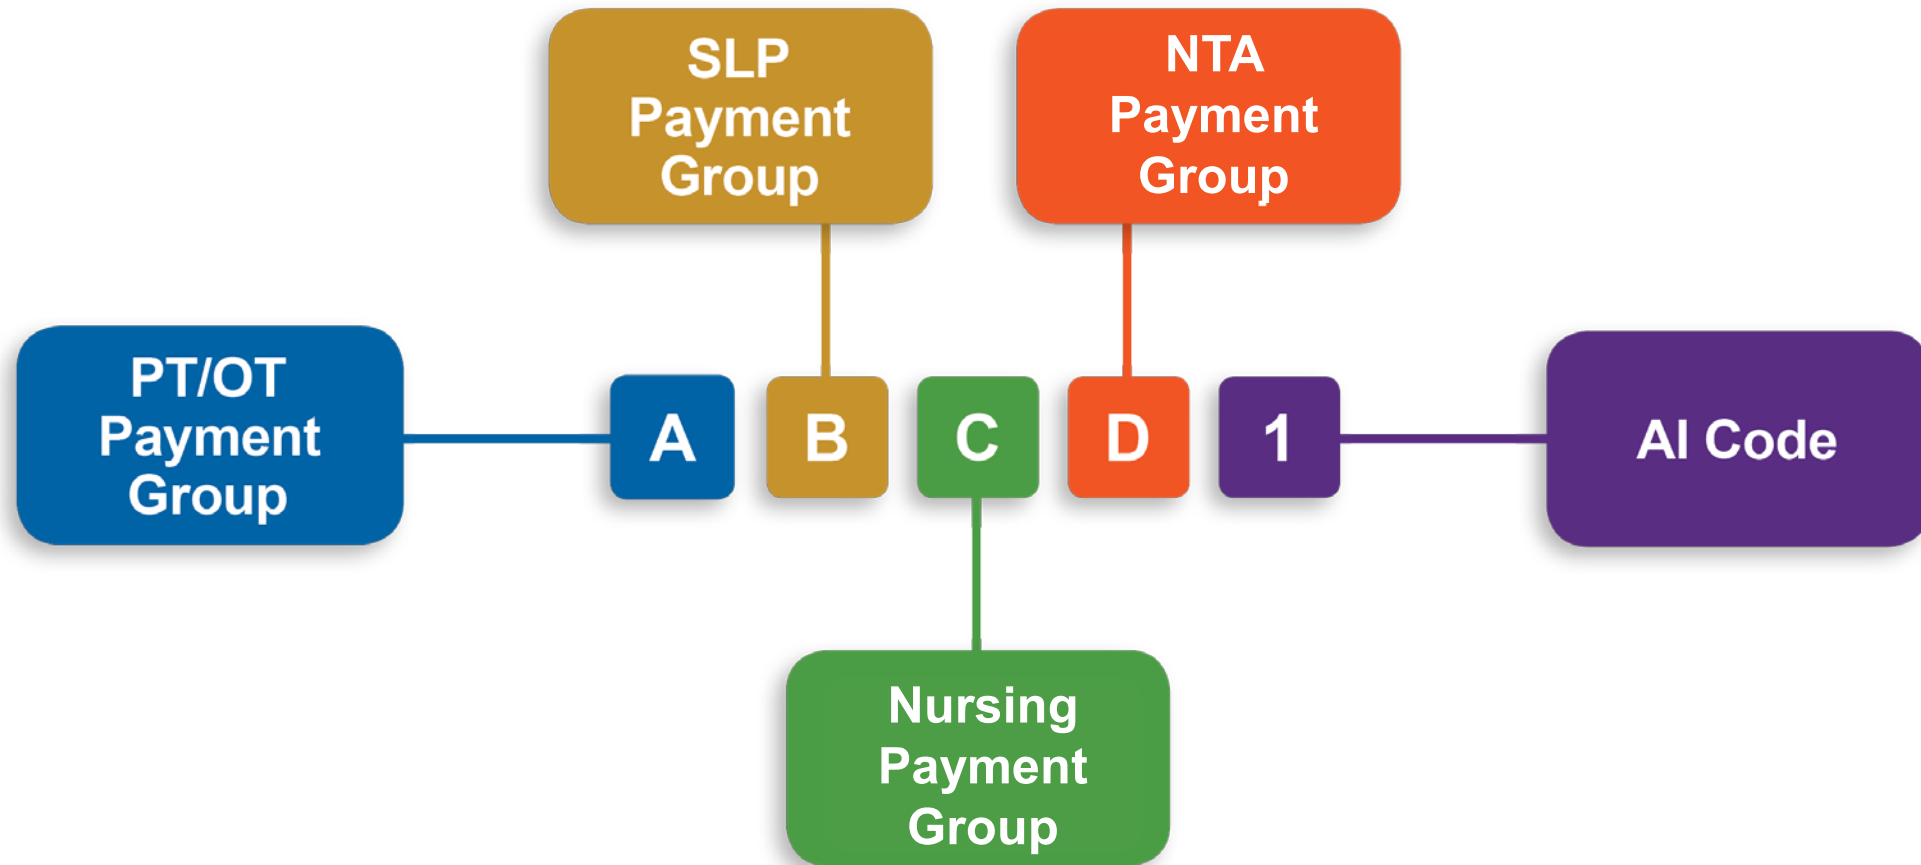 SLP
Payment
Group
NTA
Payment
Group
PT/OT
Payment
Group
A
B
C
D
1
AI Code
Nursing
Payment
Group